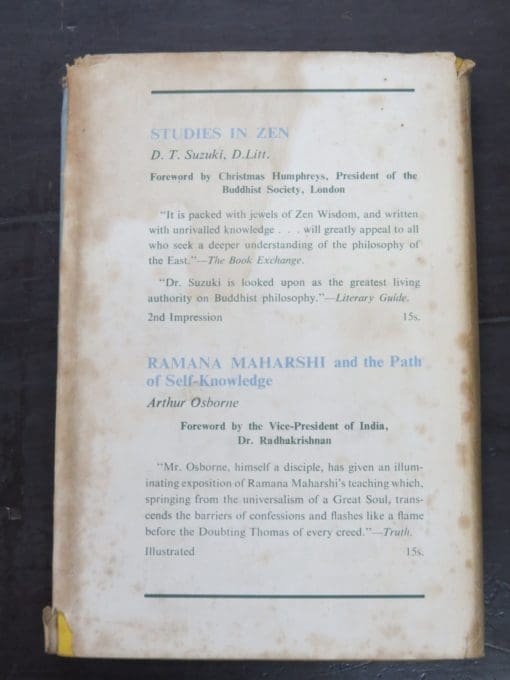 STUDIES IN ZEN
D. T. Suzuki, D.Litt.
Foreword by Christmas Humphreys, President of the
Buddhist Society, London
"It is packed with jewels of Zen Wisdom, and written
with unrivalled knowledge . . . will greatly appeal to all
who seek a deeper understanding of the philosophy of
the East."—The Book Exchange.
"Dr. Suzuki is looked upon as the greatest living
authority on Buddhist philosophy."—Literary Guide.
2nd Impression 15s.
RAMANA MAHARSHI and the Path
of Self-Knowledge
Arthur Osborne
Foreword by the Vice-President of India,
Dr. Radhakrishnan
"Mr. Osborne, himself a disciple, has given an illum-
inating exposition of Ramana Maharshi's teaching which,
springing from the universalism of a Great Soul, trans-
cends the barriers of confessions and flashes like a flame
before the Doubting Thomas of every creed."—Truth.
Illustrated 15s.